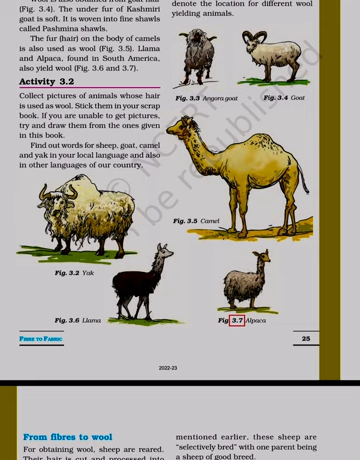 (Fig. 3.4). The under fur of Kashmiri
goat is soft. It is woven into fine shawls
called Pashmina shawls.
The fur (hair) on the body of camels
is also used as wool (Fig. 3.5). Llama
and Alpaca, found in South America,
also yield wool (Fig. 3.6 and 3.7).
Activity 3.2
Collect pictures of animals whose hair
is used as wool. Stick them in your scrap
book. If you are unable to get pictures,
try and draw them from the ones given
in this book.
Find out words for sheep, goat, camel
and yak in your local language and also
in other languages of our country.
denote the location for different wool
yielding animals.
Fig. 3.3 Angora goat
Fig. 3.4 Goat
Fig. 3.5 Camel
Fig. 3.2 Yak
Fig. 3.6 Llama
Fig. 3.7 Alpaca
FIBRE TO FABRIC
25
2022-23
From fibres to wool
For obtaining wool, sheep are reared.
Their hair is cut and processed into
mentioned earlier, these sheep are
"selectively bred" with one parent being
a sheep of good breed.